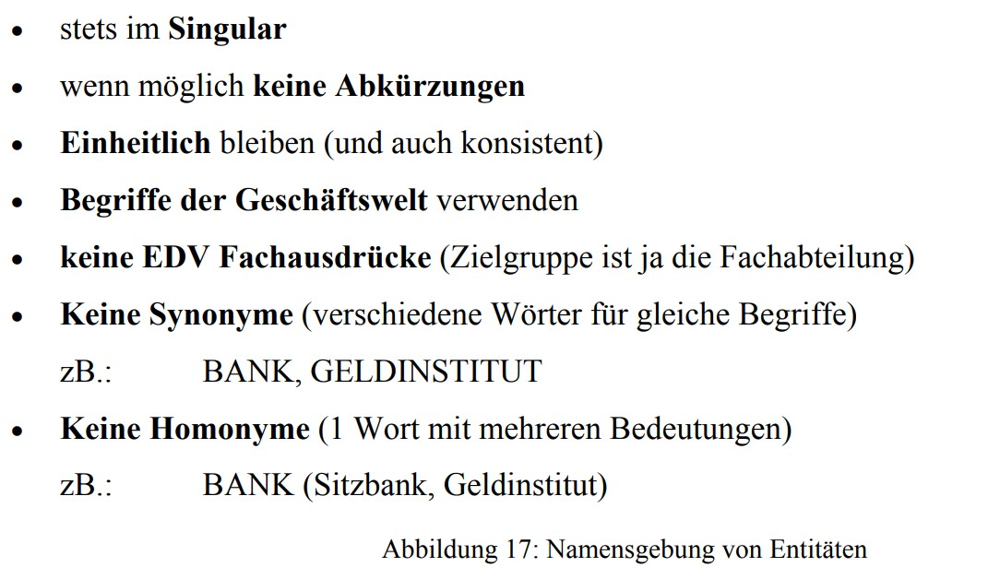 • stets im Singular
• wenn möglich keine Abkürzungen
• Einheitlich bleiben (und auch konsistent)
• Begriffe der Geschäftswelt verwenden
• keine EDV Fachausdrücke (Zielgruppe ist ja die Fachabteilung)
• Keine Synonyme (verschiedene Wörter für gleiche Begriffe)
zB.: BANK, GELDINSTITUT
• Keine Homonyme (1 Wort mit mehreren Bedeutungen)
zB.: BANK (Sitzbank, Geldinstitut)
Abbildung 17: Namensgebung von Entitäten